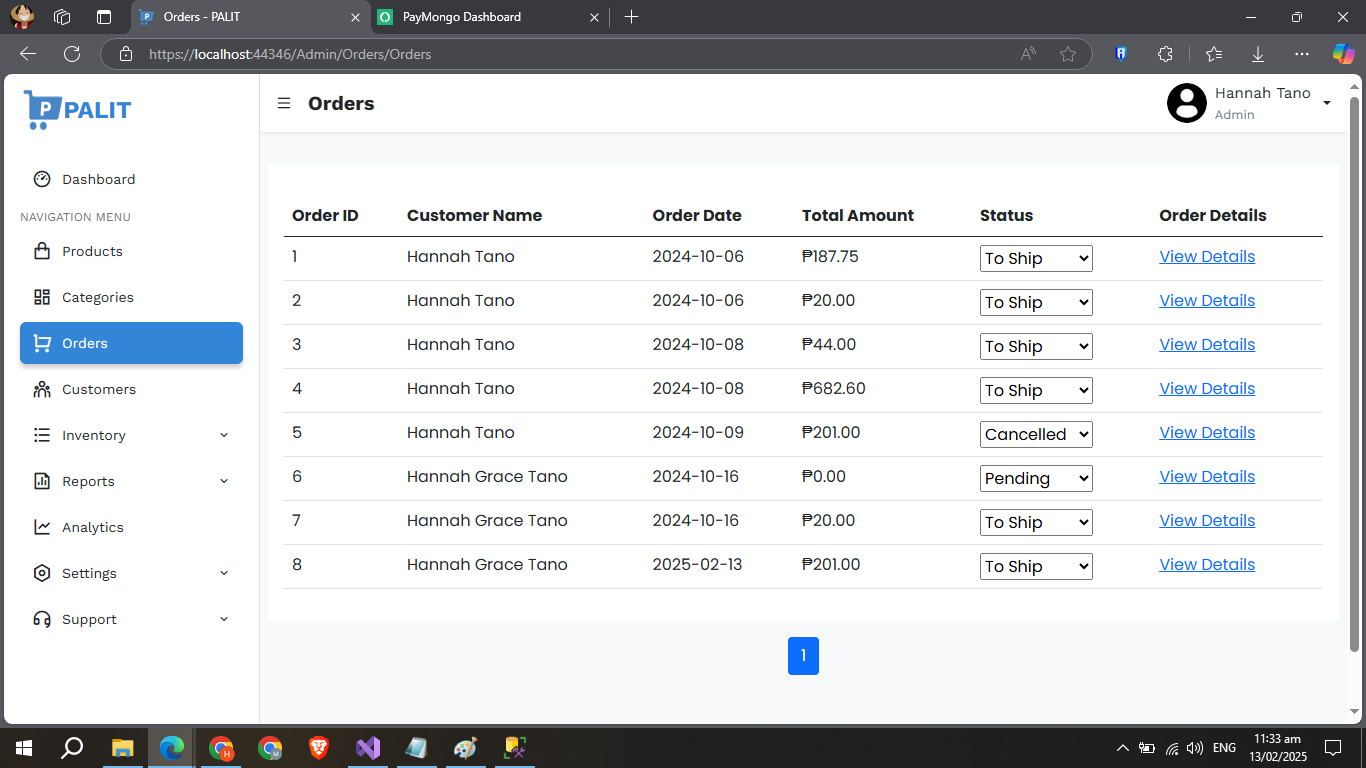 Orders - PALIT
PayMongo Dashboard
https://localhost:44346/Admin/Orders/Orders
P PALIT
Orders
Hannah Tano
Admin
Dashboard
NAVIGATION MENU
Products
Categories
Orders
Customers
Inventory
Reports
Analytics
Settings
Support
Order ID Customer Name Order Date Total Amount Status Order Details
1 Hannah Tano 2024-10-06 ₱187.75 To Ship View Details
2 Hannah Tano 2024-10-06 ₱20.00 To Ship View Details
3 Hannah Tano 2024-10-08 ₱44.00 To Ship View Details
4 Hannah Tano 2024-10-08 ₱682.60 To Ship View Details
5 Hannah Tano 2024-10-09 ₱201.00 Cancelled View Details
6 Hannah Grace Tano 2024-10-16 ₱0.00 Pending View Details
7 Hannah Grace Tano 2024-10-16 ₱20.00 To Ship View Details
8 Hannah Grace Tano 2025-02-13 ₱201.00 To Ship View Details
1
ENG
11:33 am
13/02/2025